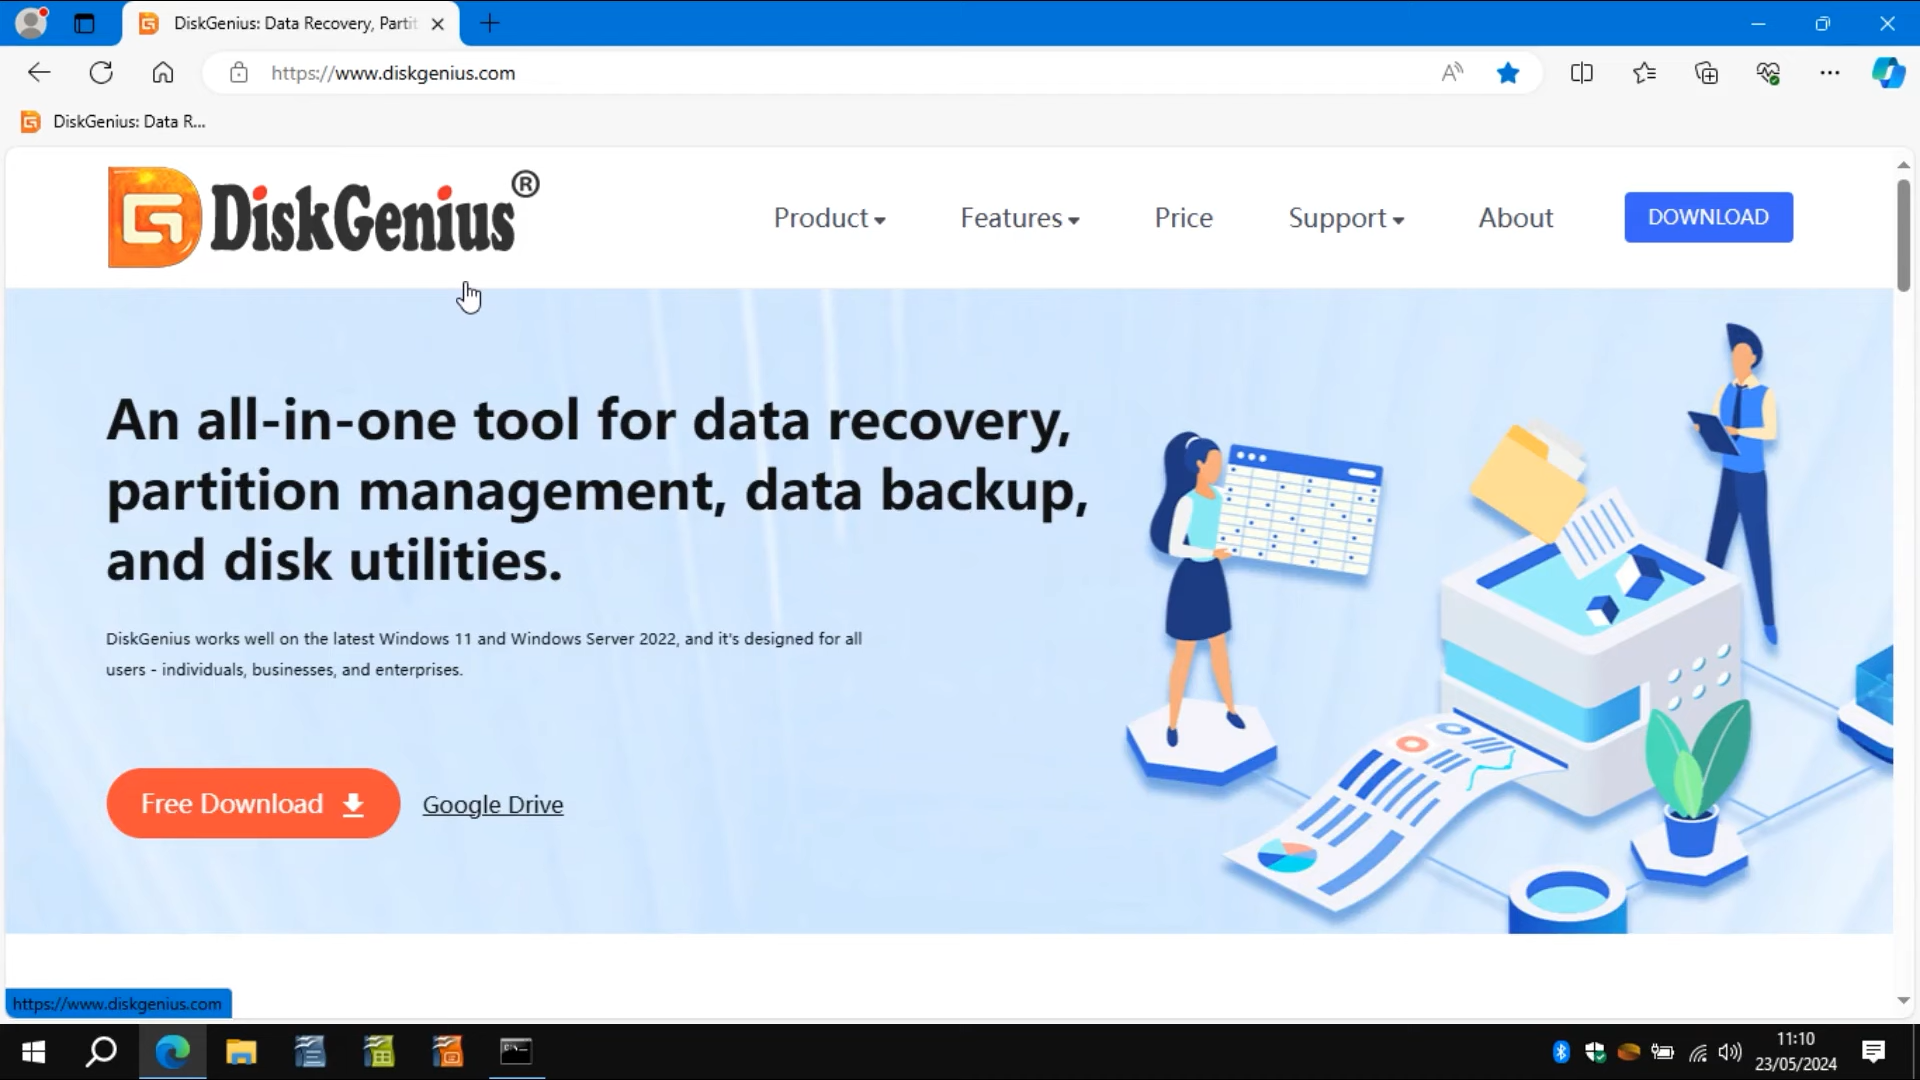 DiskGenius: Data Recovery, Partit
https://www.diskgenius.com
DiskGenius: Data R...
DiskGenius®
Product
Features
Price
Support
About
DOWNLOAD
An all-in-one tool for data recovery,
partition management, data backup,
and disk utilities.
DiskGenius works well on the latest Windows 11 and Windows Server 2022, and it's designed for all
users - individuals, businesses, and enterprises.
Free Download
Google Drive
https://www.diskgenius.com
11:10
23/05/2024